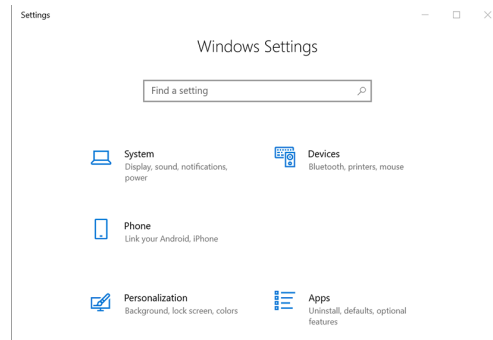 Settings
Windows Settings
Find a setting
System
Display, sound, notifications,
power
Devices
Bluetooth, printers, mouse
Phone
Link your Android, iPhone
Personalization
Background, lock screen, colors
Apps
Uninstall, defaults, optional
features